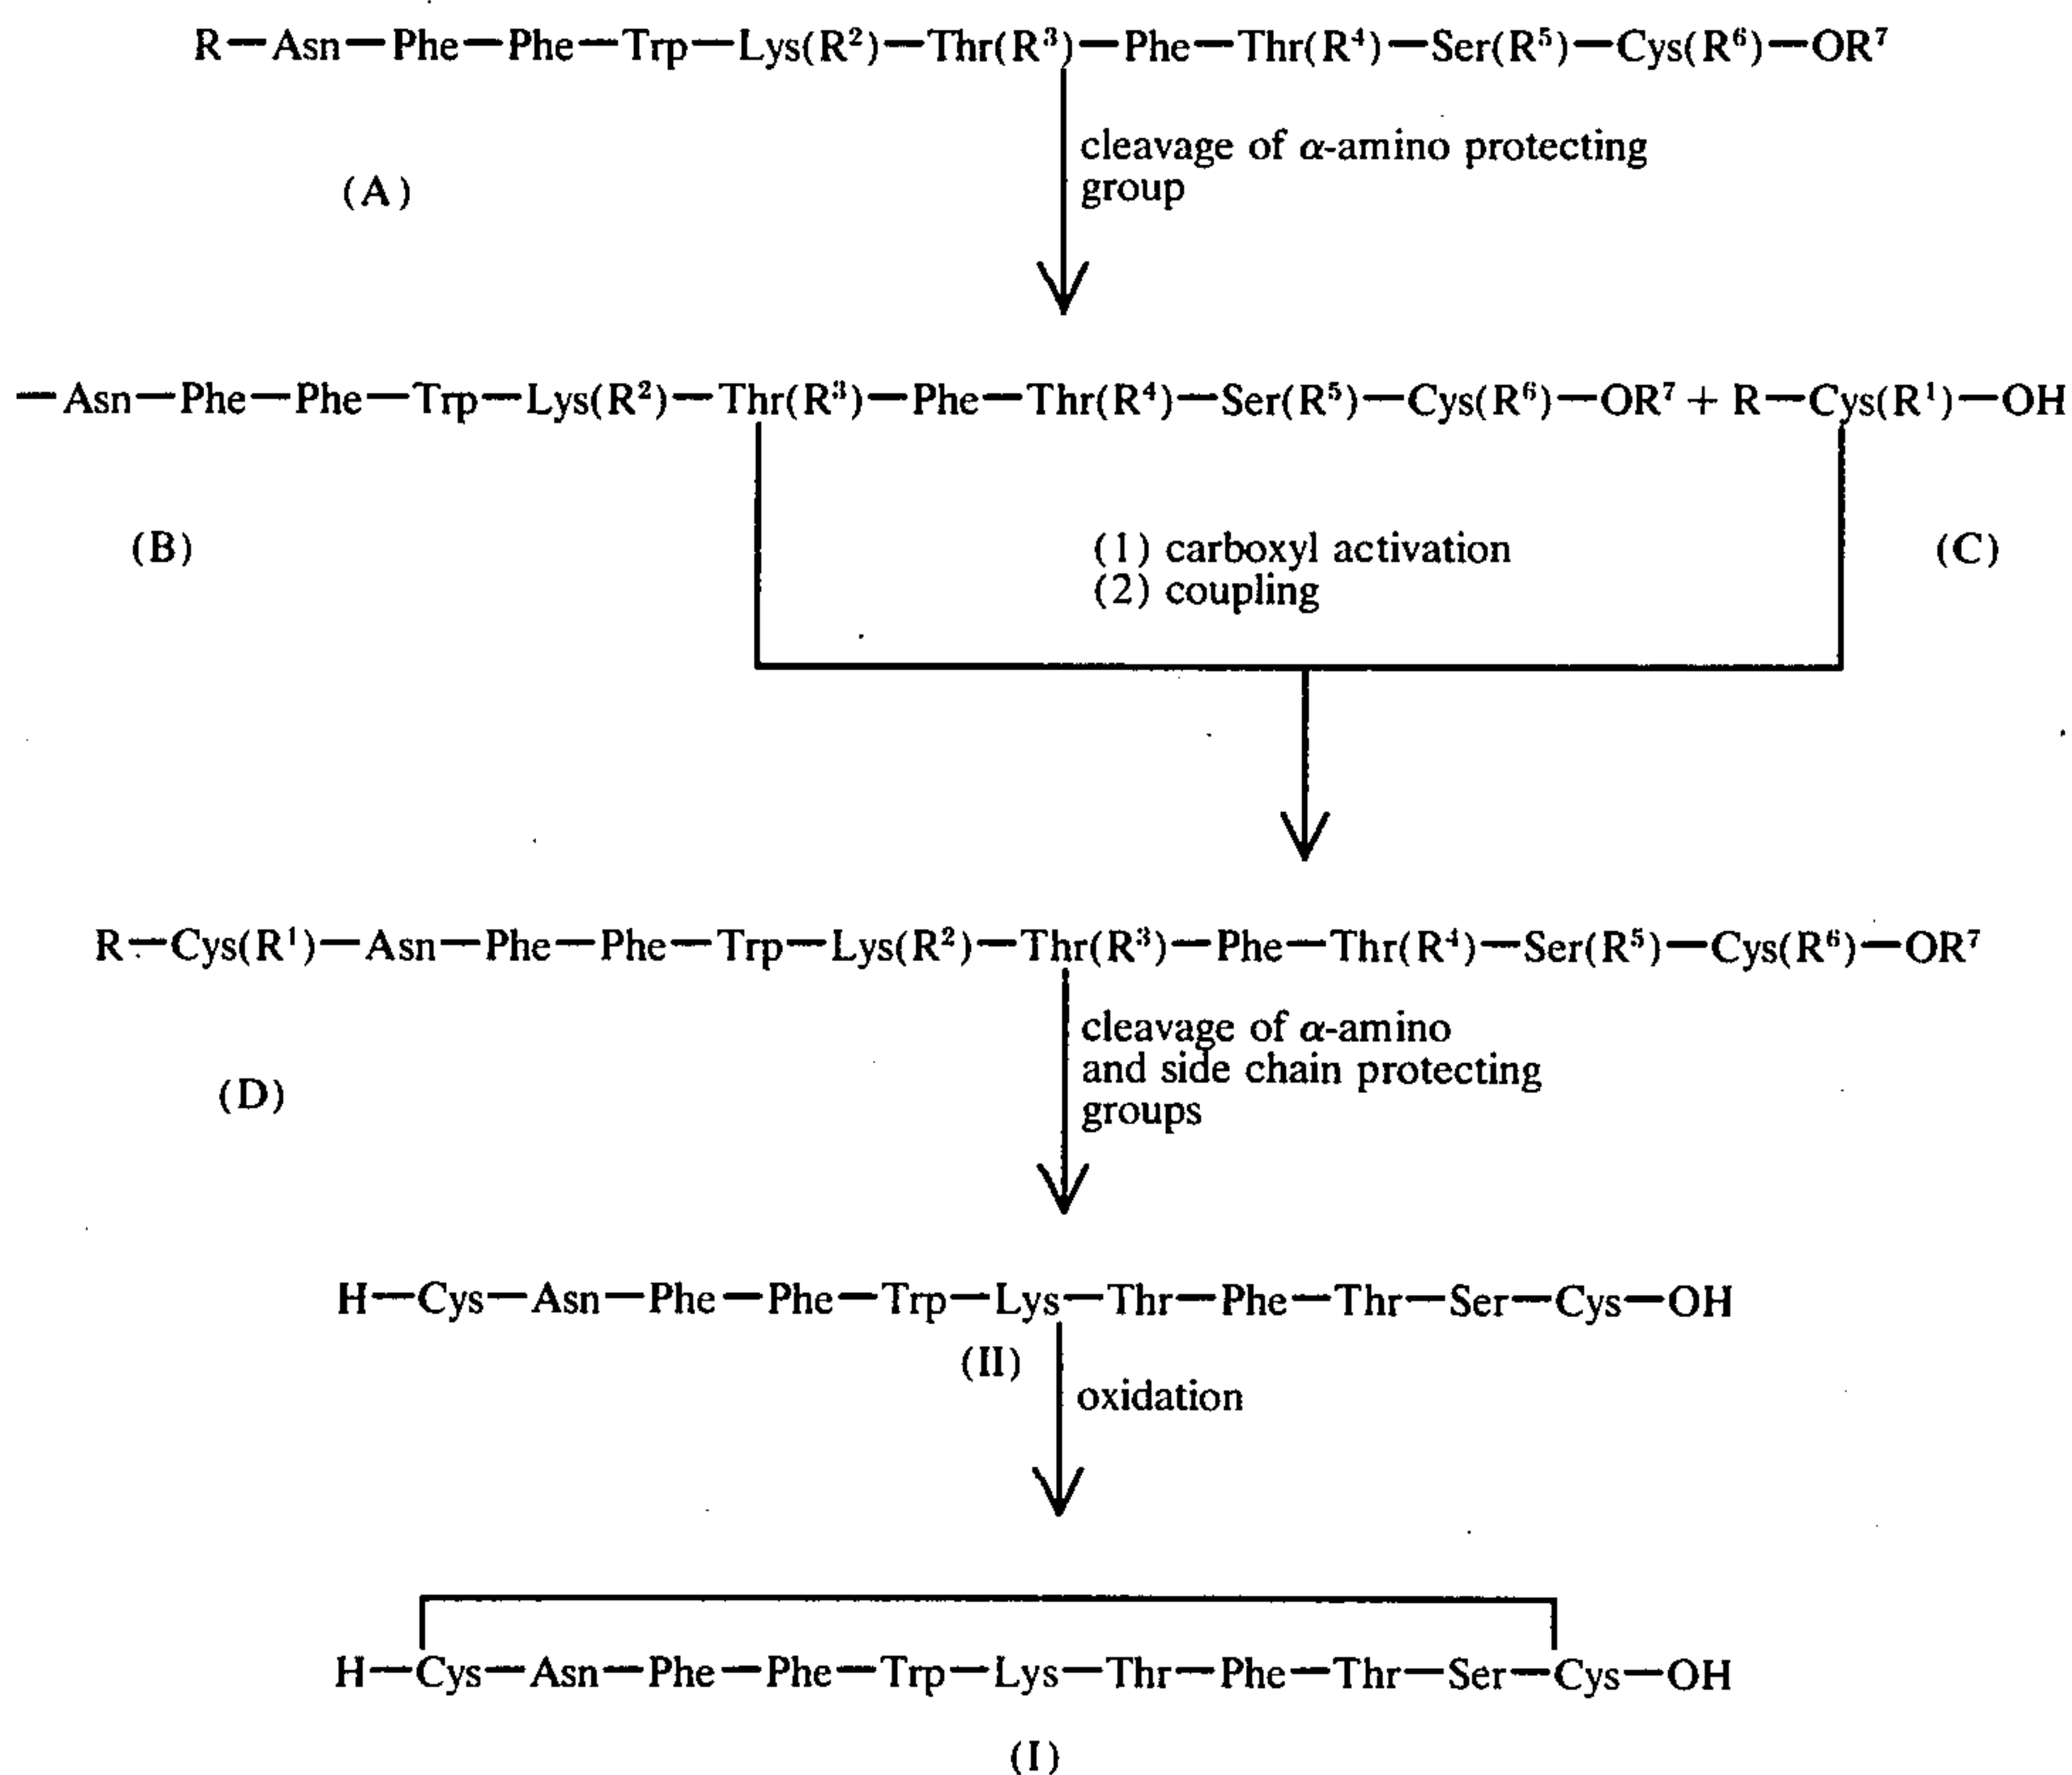 R—Asn—Phe—Phe—Trp—Lys(R²)—Thr(R³)—Phe—Thr(R⁴)—Ser(R⁵)—Cys(R⁶)—OR⁷
cleavage of α-amino protecting
group
(A)
—Asn—Phe—Phe—Trp—Lys(R²)—Thr(R³)—Phe—Thr(R⁴)—Ser(R⁵)—Cys(R⁶)—OR⁷ + R—Cys(R¹)—OH
(B)
(1) carboxyl activation
(2) coupling
(C)
R—Cys(R¹)—Asn—Phe—Phe—Trp—Lys(R²)—Thr(R³)—Phe—Thr(R⁴)—Ser(R⁵)—Cys(R⁶)—OR⁷
cleavage of α-amino
and side chain protecting
groups
(D)
H—Cys—Asn—Phe—Phe—Trp—Lys—Thr—Phe—Thr—Ser—Cys—OH
(II)
oxidation
H—Cys—Asn—Phe—Phe—Trp—Lys—Thr—Phe—Thr—Ser—Cys—OH
(I)